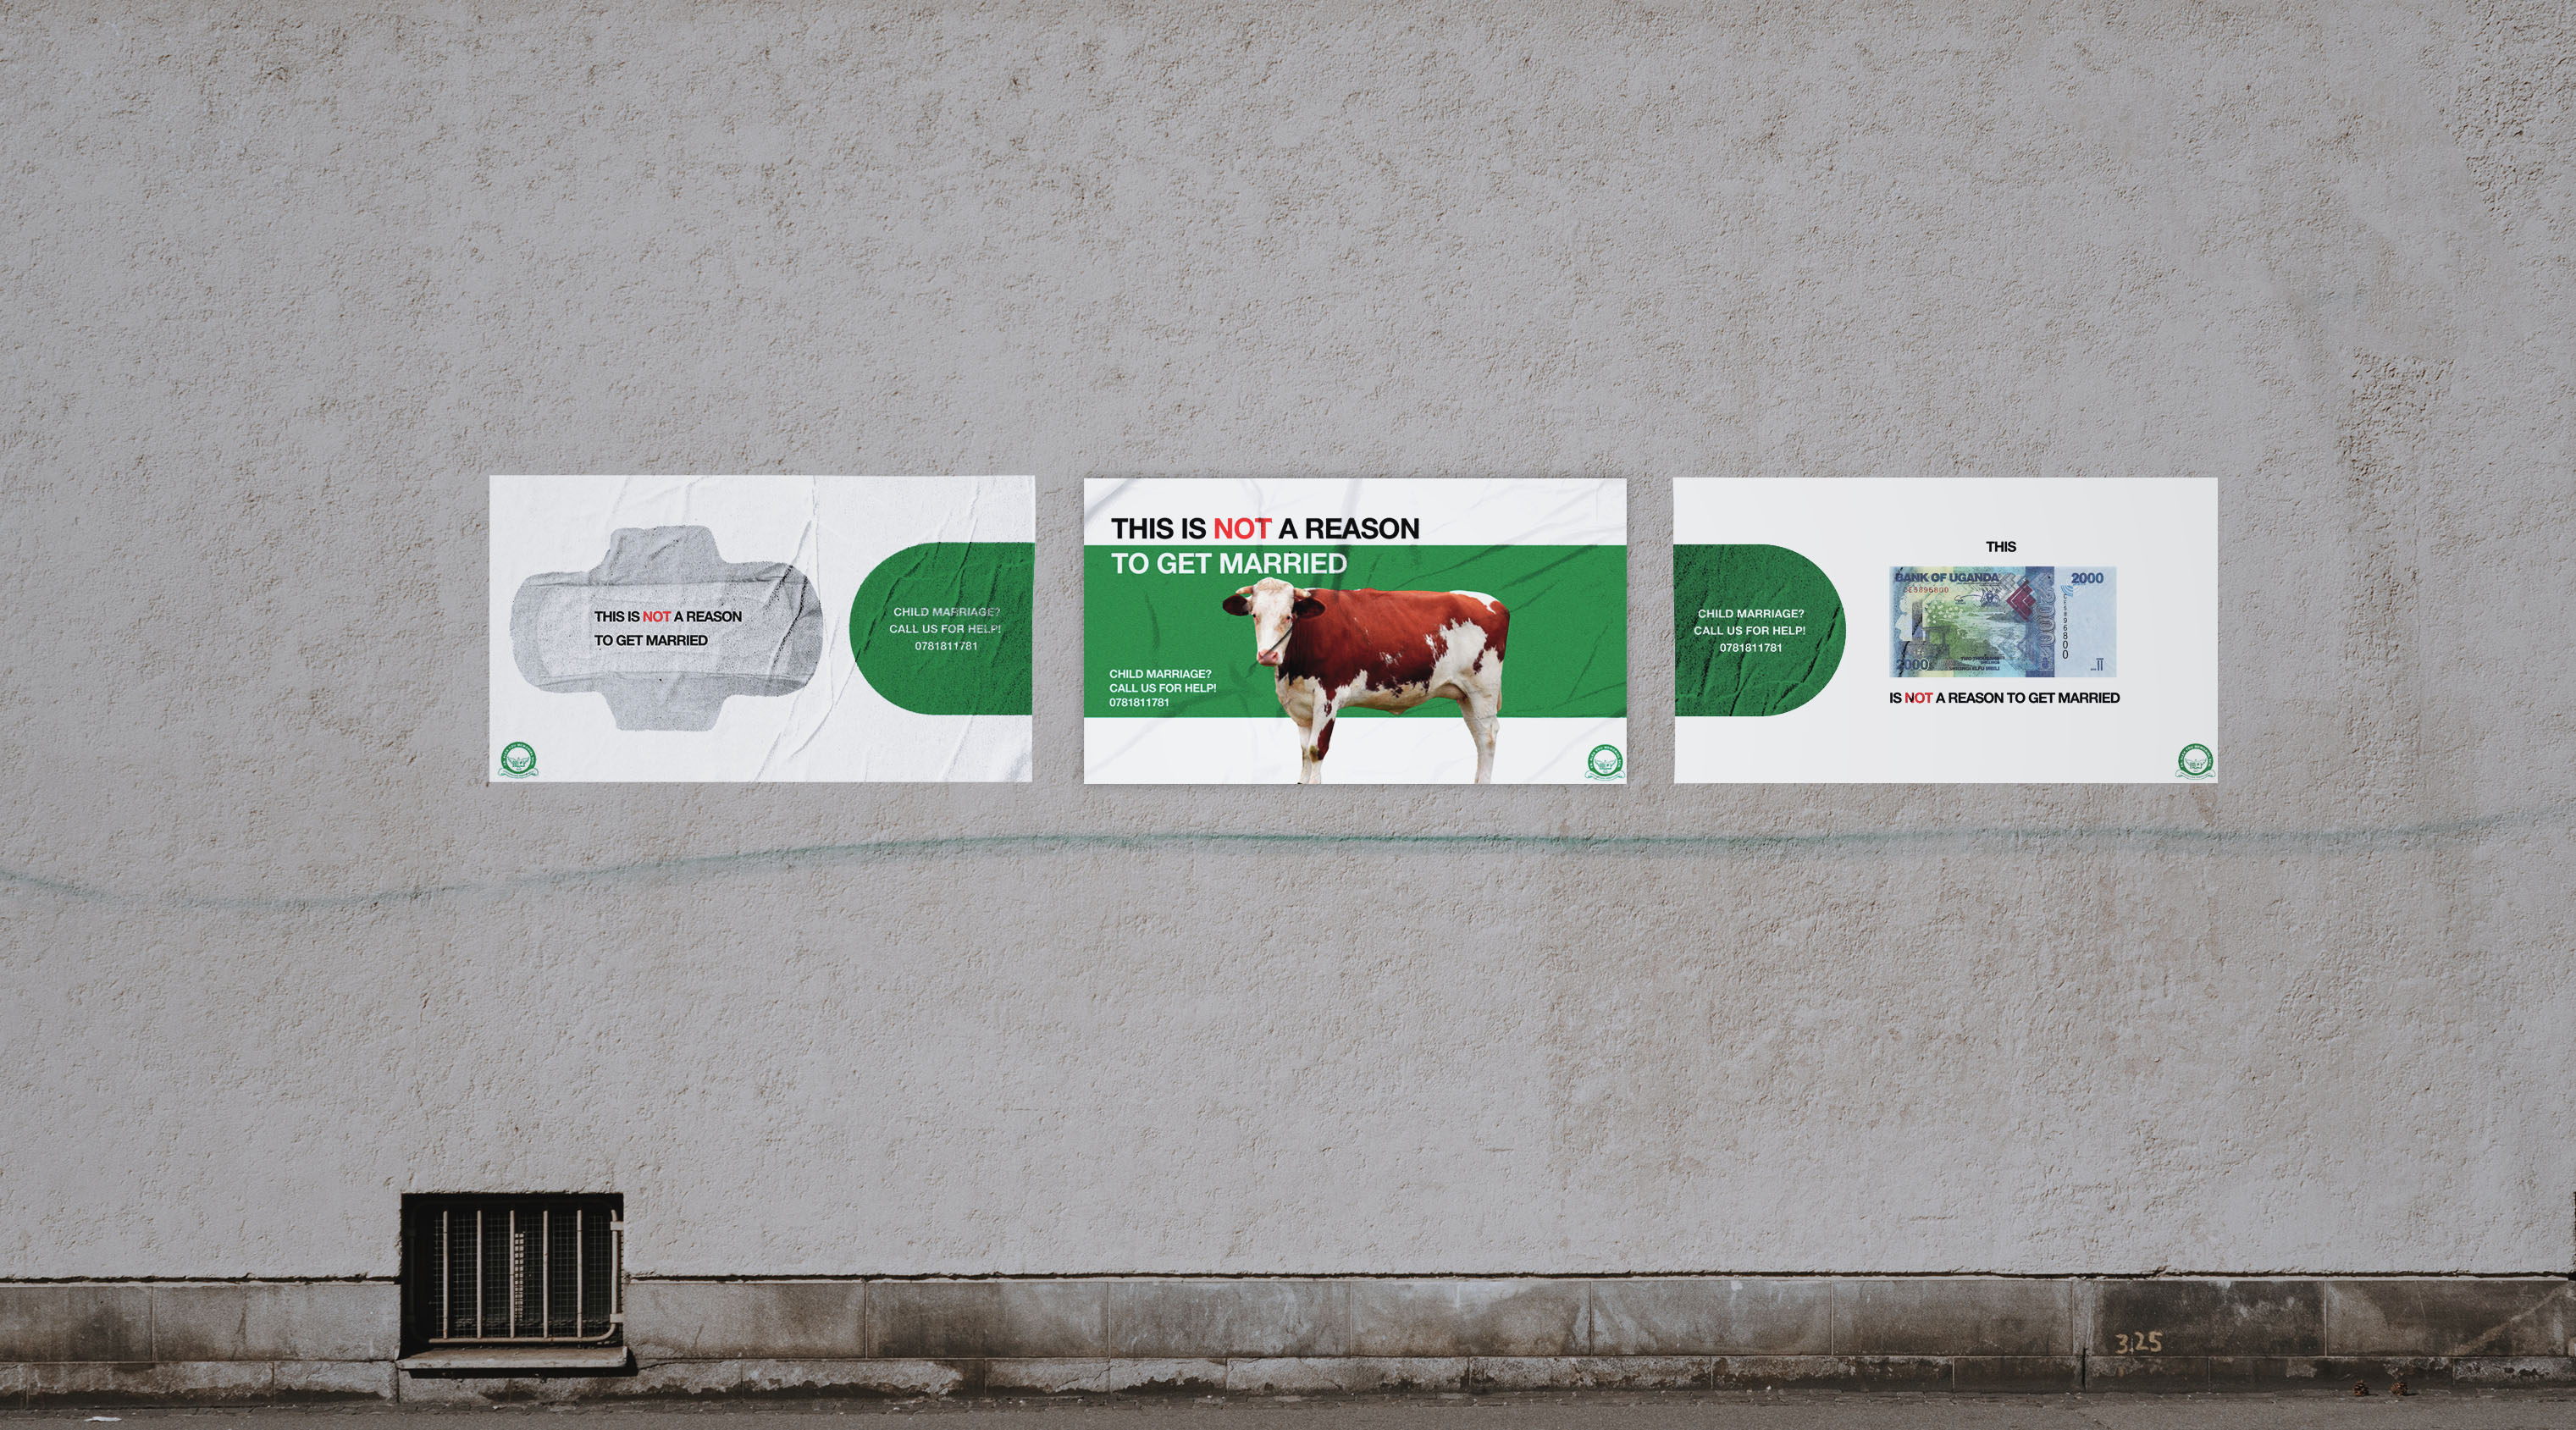 THIS IS NOT A REASON
TO GET MARRIED
CHILD MARRIAGE?
CALL US FOR HELP!
0781811781
THIS IS NOT A REASON
TO GET MARRIED
CHILD MARRIAGE?
CALL US FOR HELP!
0781811781
CHILD MARRIAGE?
CALL US FOR HELP!
0781811781
THIS
BANK OF UGANDA
2000
2000
IS NOT A REASON TO GET MARRIED
325